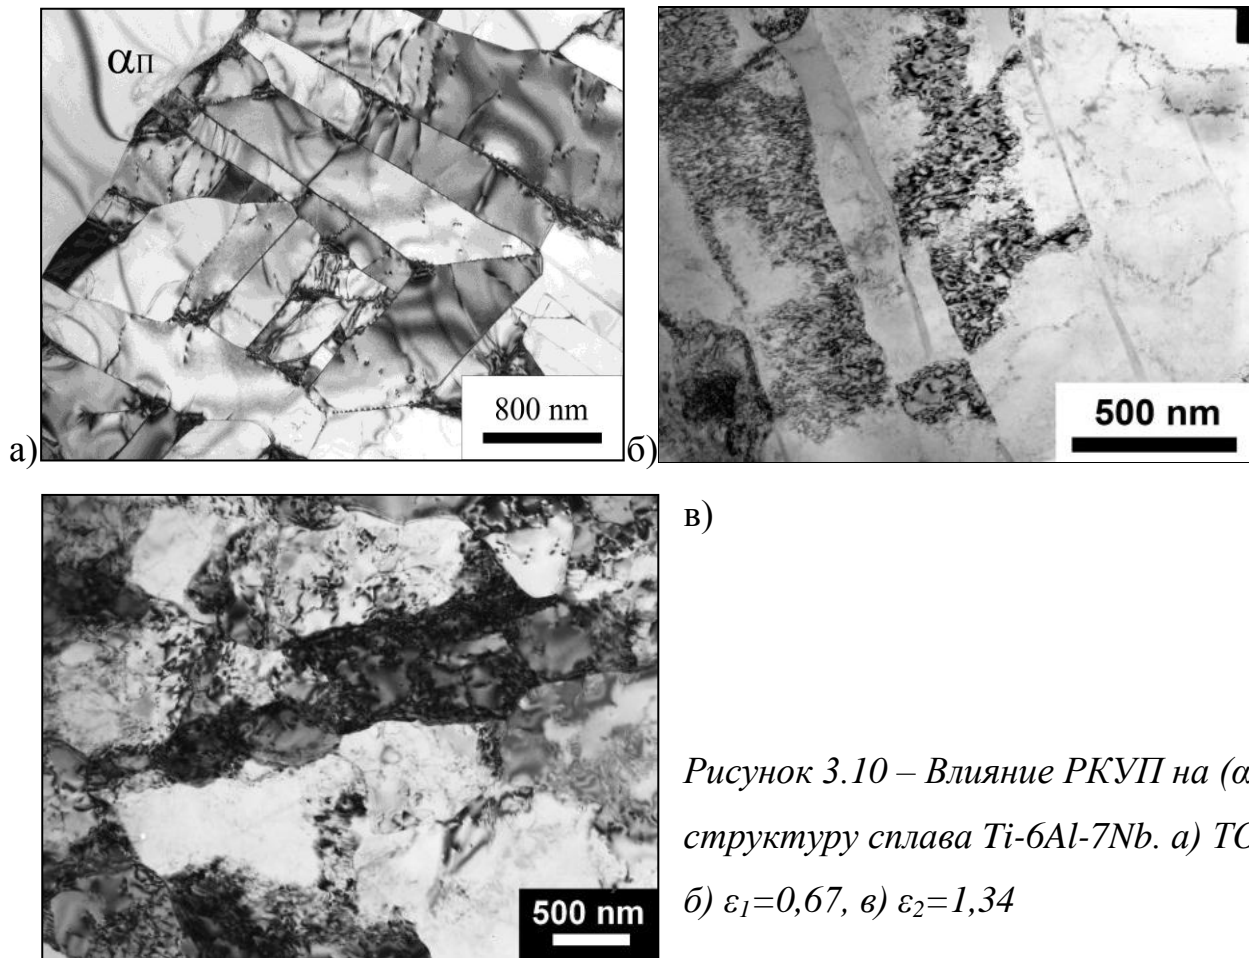 αП
800 nm
а)
500 nm
б)
в)
500 nm
Рисунок 3.10 – Влияние РКУП на (α
структуру сплава Ti-6Al-7Nb. а) ТО
б) ε₁=0,67, в) ε₂=1,34